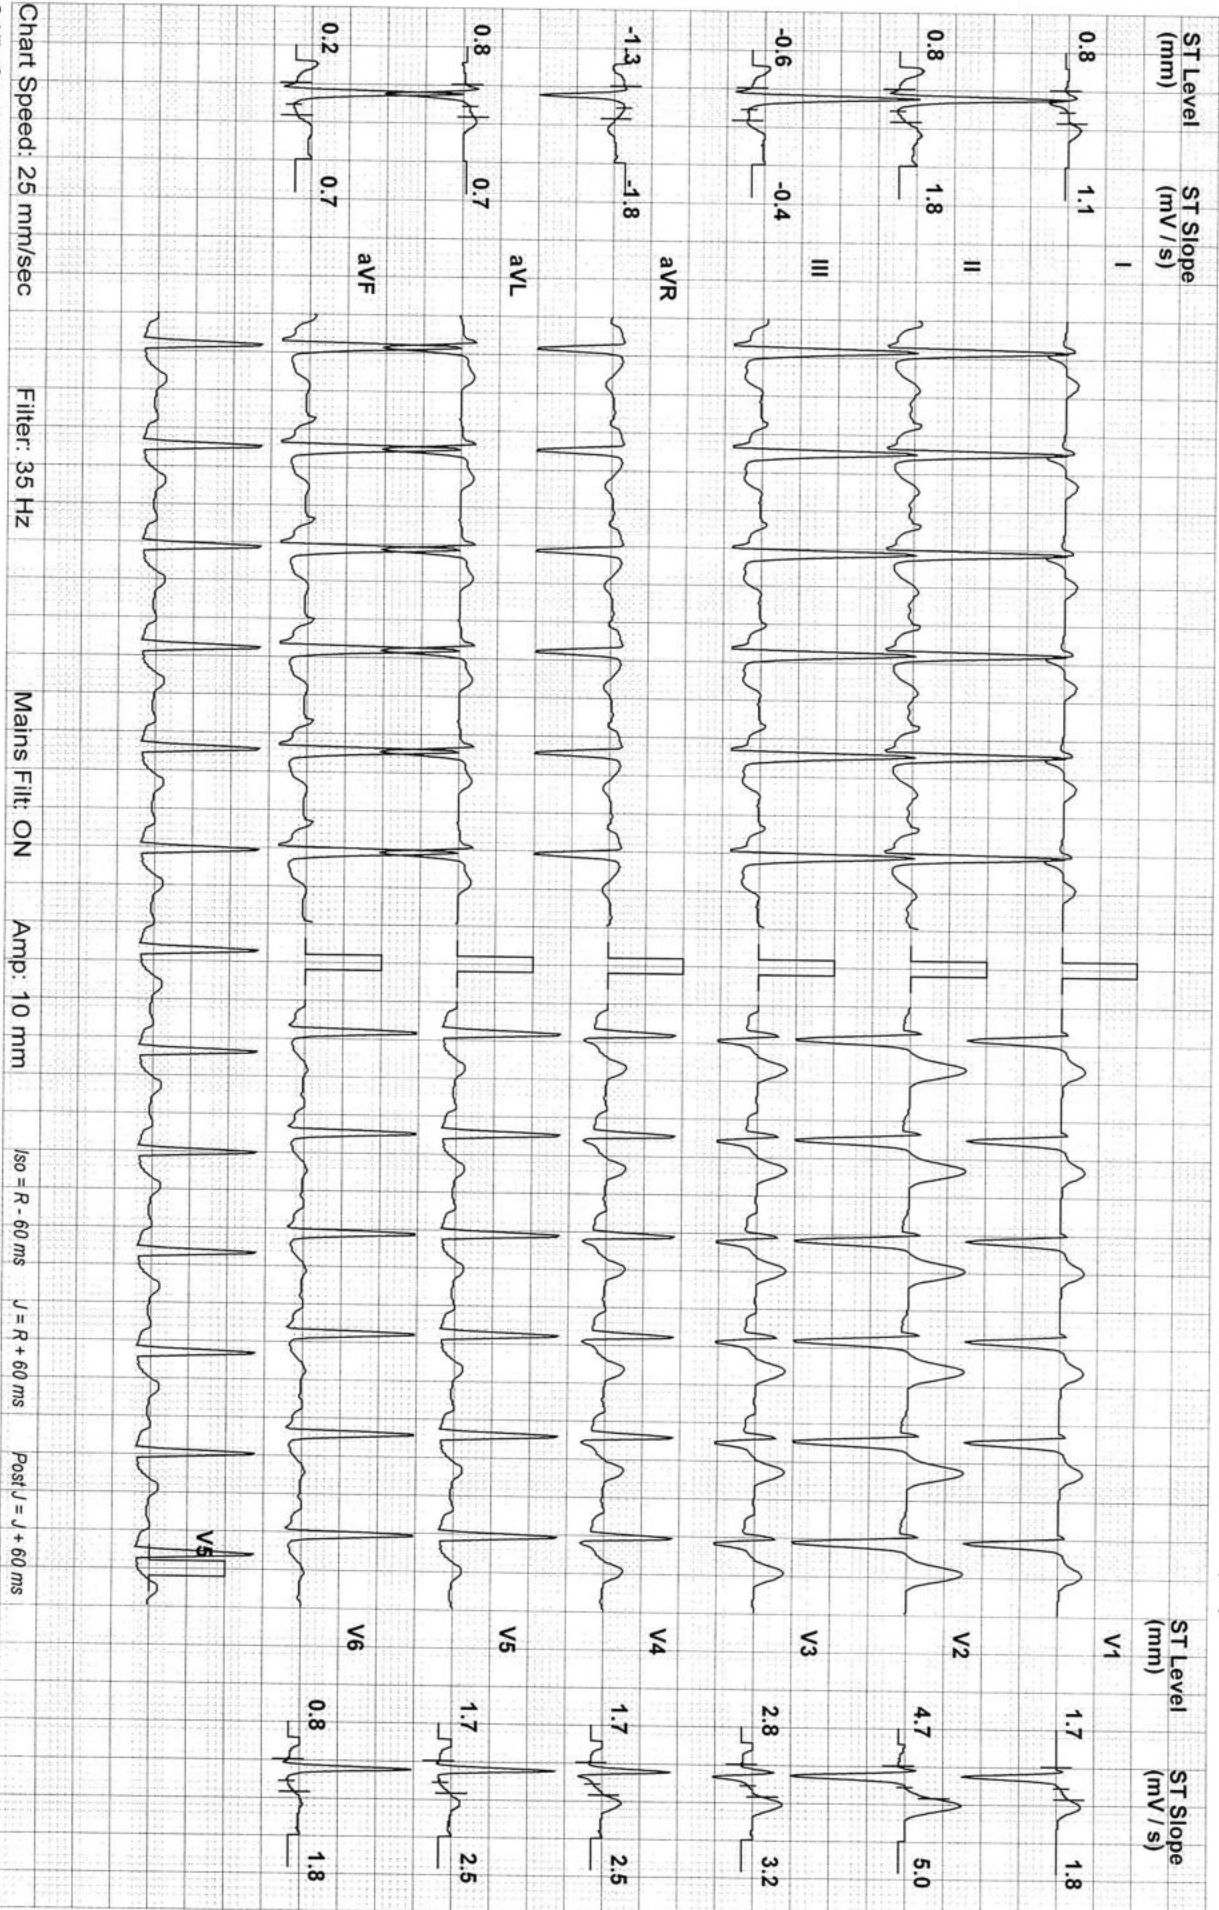 ST Level ST Slope ST Level ST Slope
(mm) (mV / s) (mm) (mV / s)
I V1
0.8 1.1 1.7 1.8
II V2
0.8 1.8 4.7 5.0
III V3
-0.6 -0.4 2.8 3.2
aVR V4
-1.3 -1.8 1.7 2.5
aVL V5
0.8 0.7 1.7 2.5
aVF V6
0.2 0.7 0.8 1.8
V5
Chart Speed: 25 mm/sec Filter: 35 Hz Mains Filt: ON Amp: 10 mm Iso = R - 60 ms J = R + 60 ms Post J = J + 60 ms